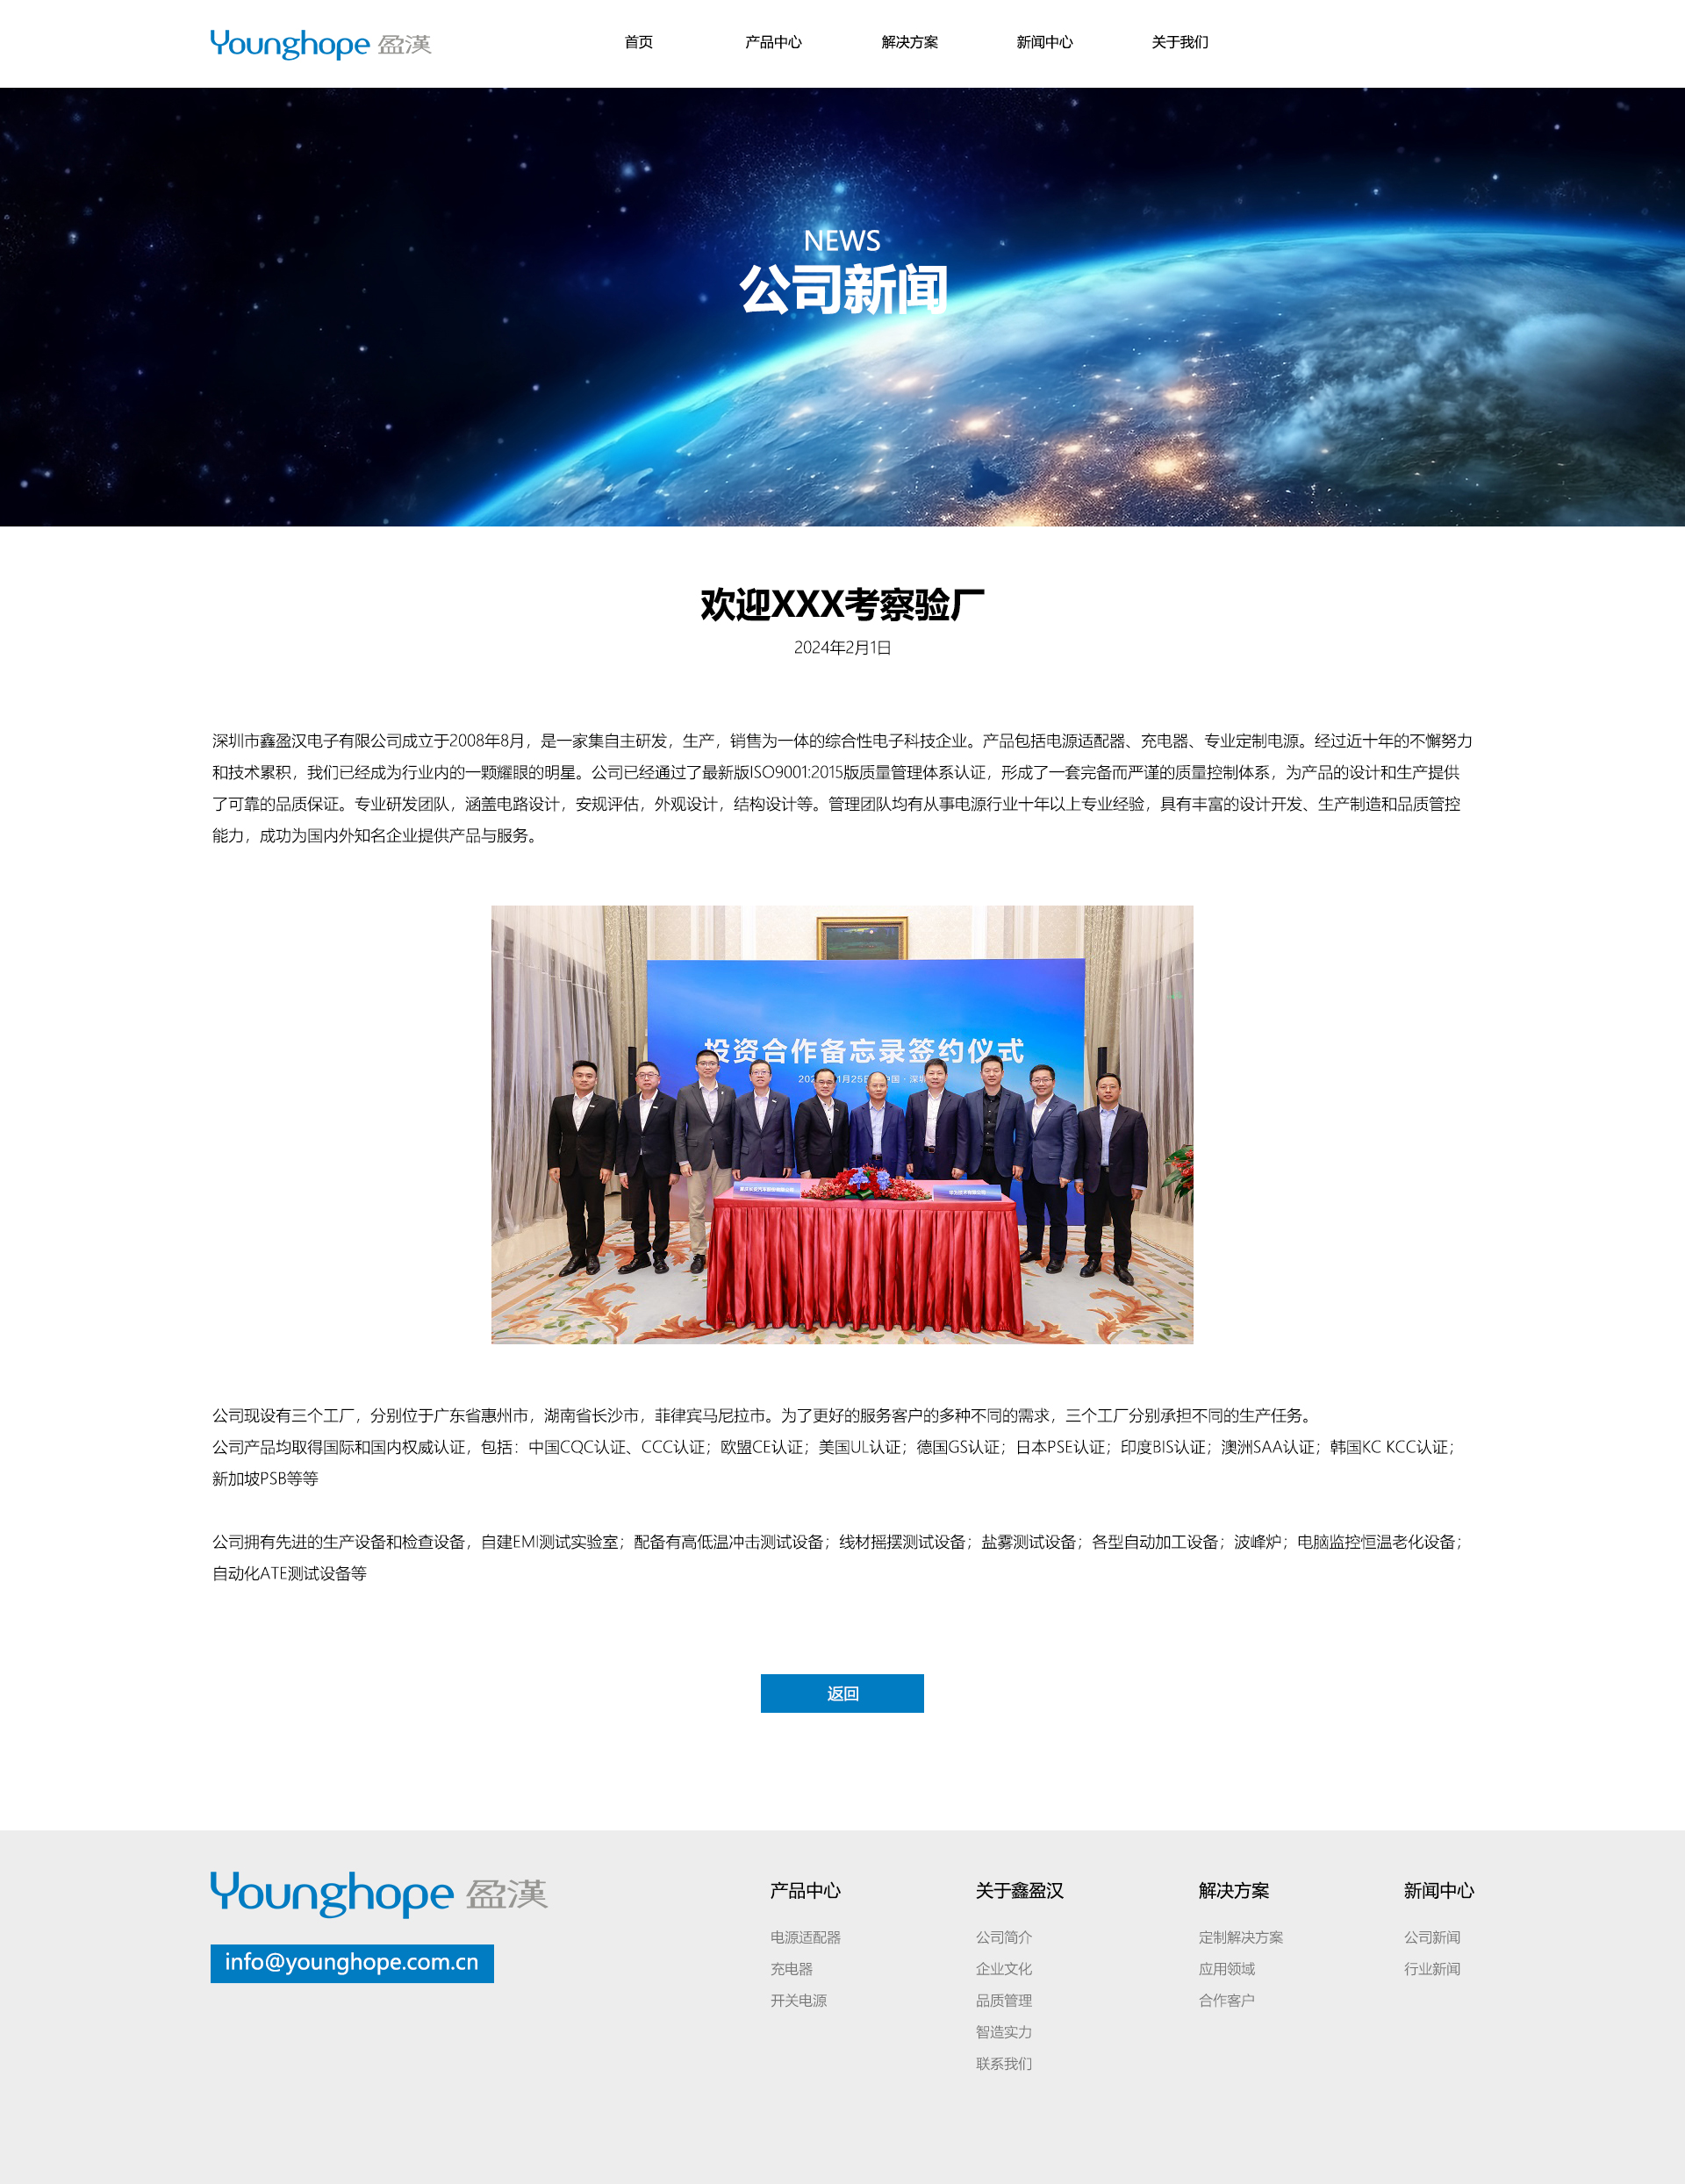 Younghope 盈漢
首页 产品中心 解决方案 新闻中心 关于我们
NEWS
公司新闻
欢迎XXX考察验厂
2024年2月1日
深圳市鑫盈汉电子有限公司成立于2008年8月，是一家集自主研发，生产，销售为一体的综合性电子科技企业。产品包括电源适配器、充电器、专业定制电源。经过近十年的不懈努力
和技术累积，我们已经成为行业内的一颗耀眼的明星。公司已经通过了最新版ISO9001:2015版质量管理体系认证，形成了一套完备而严谨的质量控制体系，为产品的设计和生产提供
了可靠的品质保证。专业研发团队，涵盖电路设计，安规评估，外观设计，结构设计等。管理团队均有从事电源行业十年以上专业经验，具有丰富的设计开发、生产制造和品质管控
能力，成功为国内外知名企业提供产品与服务。
投资合作备忘录签约仪式
1月25日 中国·深圳
公司现设有三个工厂，分别位于广东省惠州市，湖南省长沙市，菲律宾马尼拉市。为了更好的服务客户的多种不同的需求，三个工厂分别承担不同的生产任务。
公司产品均取得国际和国内权威认证，包括：中国CQC认证、CCC认证；欧盟CE认证；美国UL认证；德国GS认证；日本PSE认证；印度BIS认证；澳洲SAA认证；韩国KC KCC认证；
新加坡PSB等等
公司拥有先进的生产设备和检查设备，自建EMI测试实验室；配备有高低温冲击测试设备；线材摇摆测试设备；盐雾测试设备；各型自动加工设备；波峰炉；电脑监控恒温老化设备；
自动化ATE测试设备等
返回
Younghope 盈漢
info@younghope.com.cn
产品中心
电源适配器
充电器
开关电源
关于鑫盈汉
公司简介
企业文化
品质管理
智造实力
联系我们
解决方案
定制解决方案
应用领域
合作客户
新闻中心
公司新闻
行业新闻